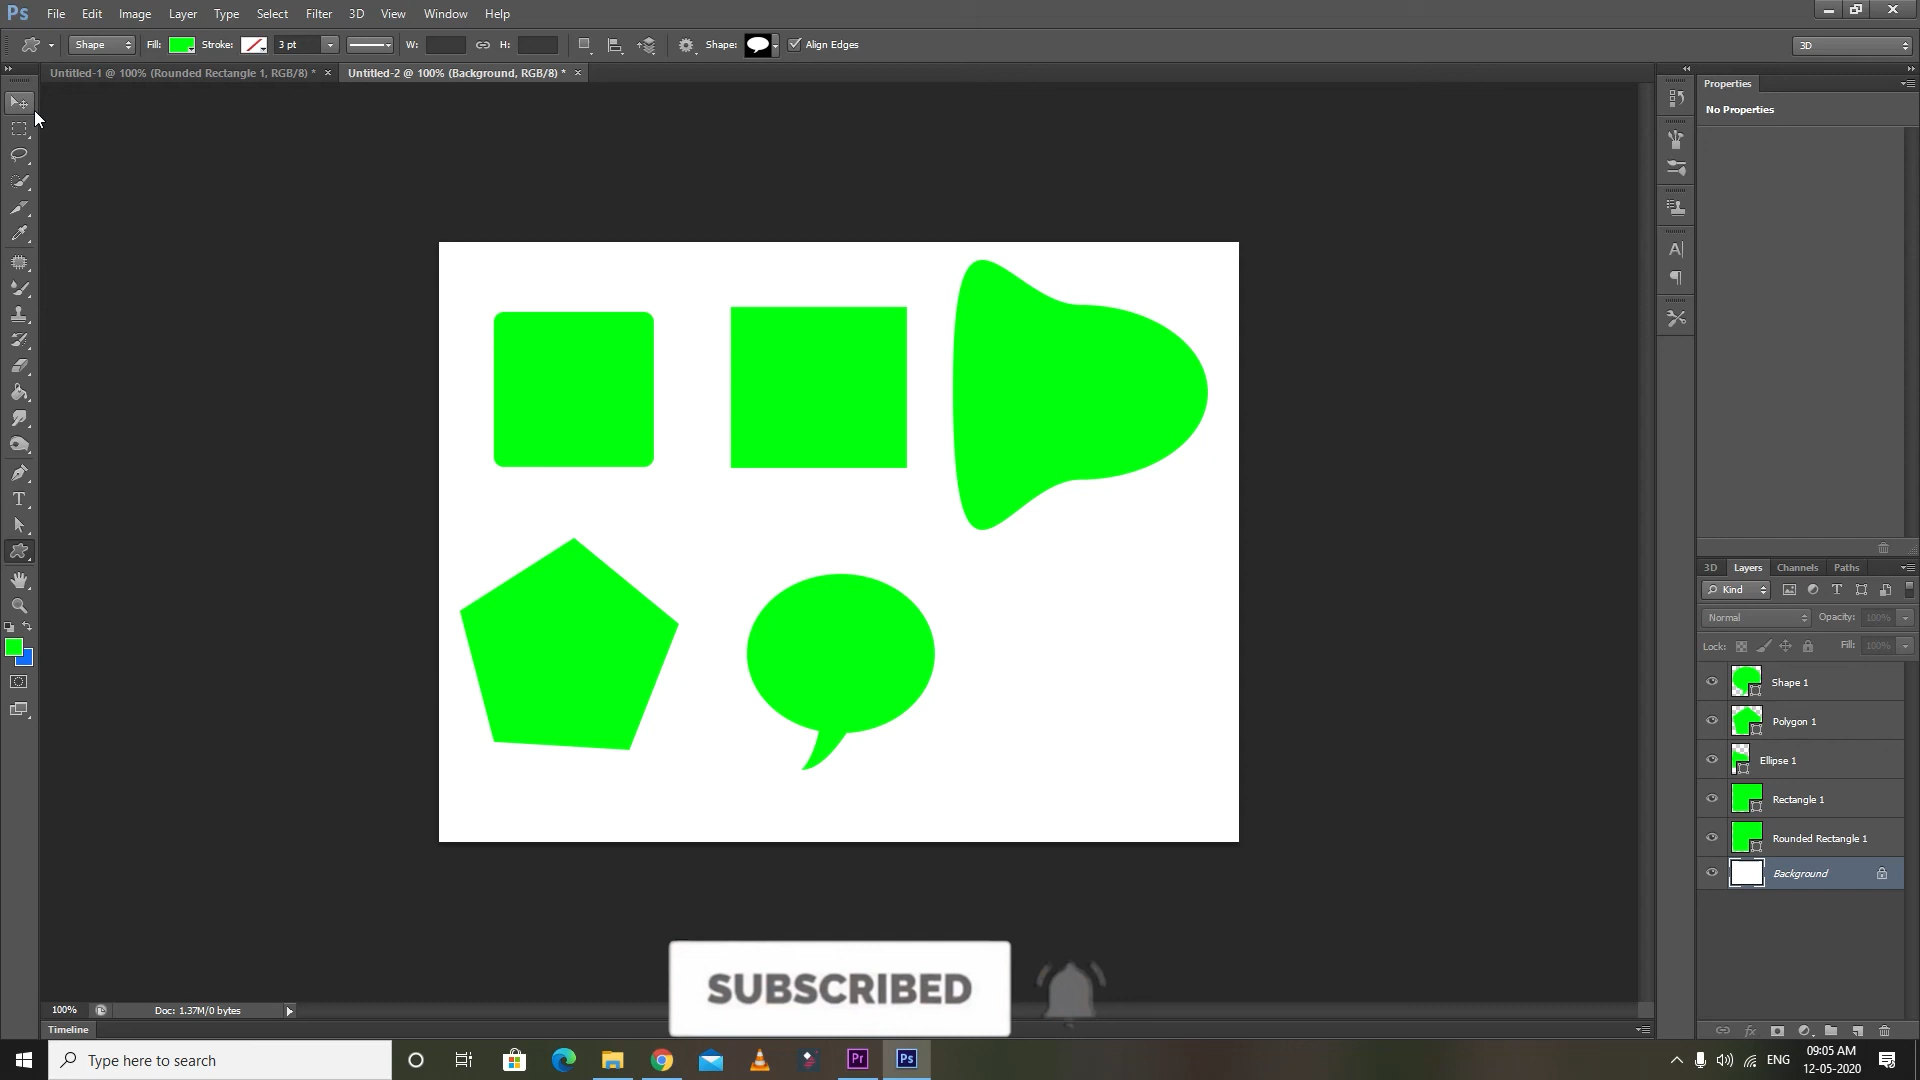 Ps File Edit Image Layer Type Select Filter 3D View Window Help
Shape Fill: Stroke: 3 pt W: H: Shape: Align Edges 3D
Untitled-1 @ 100% (Rounded Rectangle 1, RGB/8) * × Untitled-2 @ 100% (Background, RGB/8) * ×
Properties
No Properties
3D Layers Channels Paths
Kind
Normal Opacity: 100%
Lock: Fill: 100%
Shape 1
Polygon 1
Ellipse 1
Rectangle 1
Rounded Rectangle 1
Background
SUBSCRIBED
100% Doc: 1.37M/0 bytes
Timeline
Type here to search
Pr Ps
ENG
09:05 AM
12-05-2020